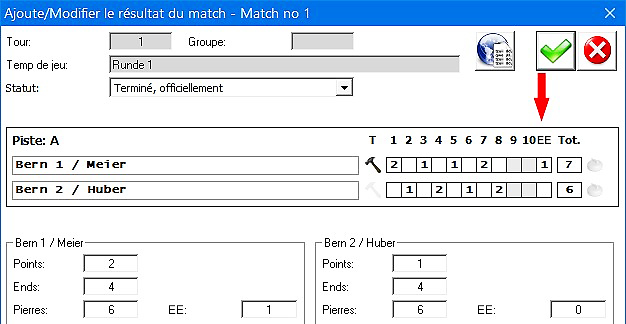 Ajoute/Modifier le résultat du match - Match no 1
Tour: 1 Groupe:
Temp de jeu: Runde 1
Statut: Terminé, officiellement
Piste: A T 1 2 3 4 5 6 7 8 9 10 EE Tot.
Bern 1 / Meier 2 1 1 2 1 7
Bern 2 / Huber 1 2 1 2 6
Bern 1 / Meier Bern 2 / Huber
Points: 2 Points: 1
Ends: 4 Ends: 4
Pierres: 6 EE: 1 Pierres: 6 EE: 0